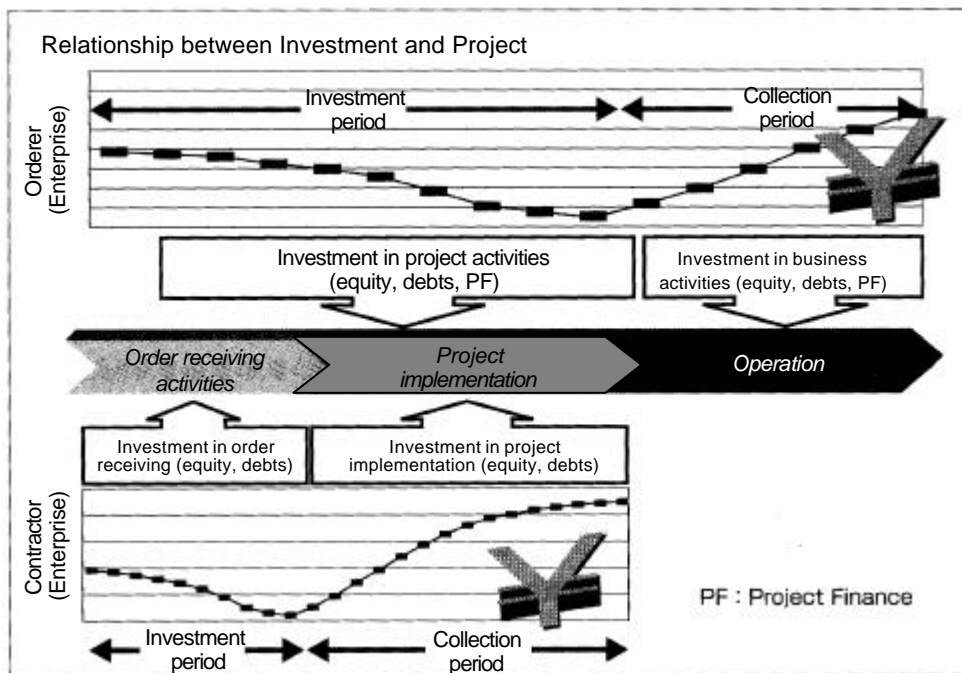 Relationship between Investment and Project
Investment
period
Collection
period
Orderer
(Enterprise)
Investment in project activities
(equity, debts, PF)
Investment in business
activities (equity, debts, PF)
Order receiving
activities
Project
implementation
Operation
Investment in order
receiving (equity, debts)
Investment in project
implementation (equity, debts)
Contractor
(Enterprise)
PF : Project Finance
Investment
period
Collection
period